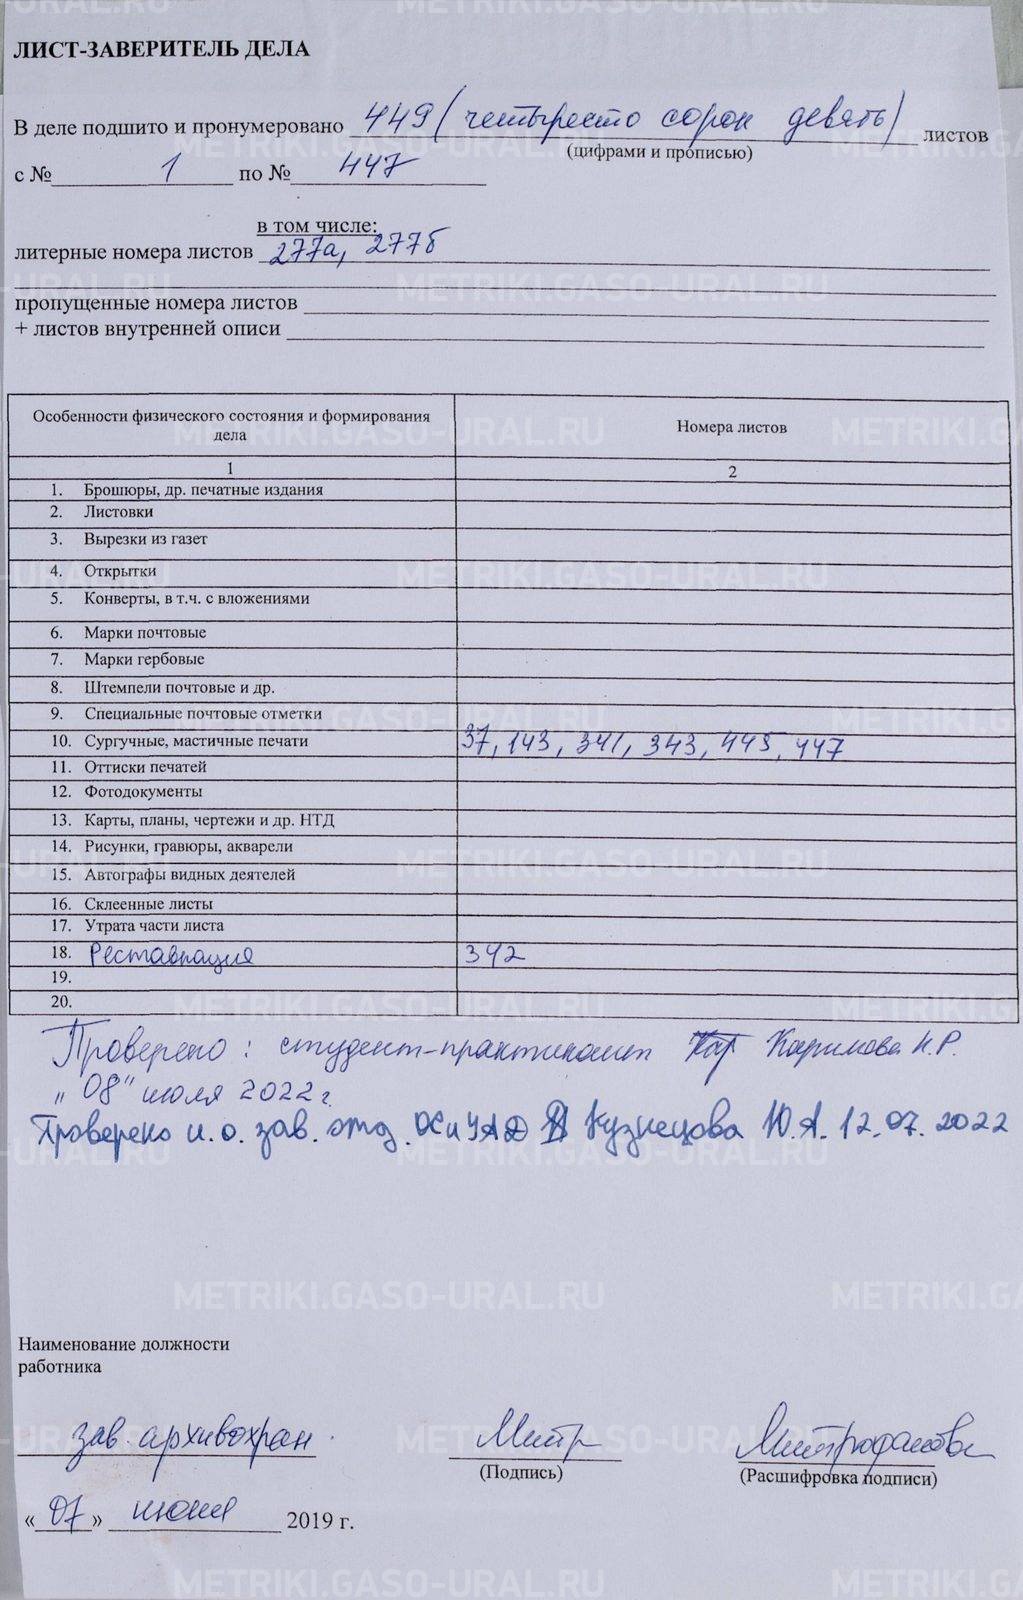 ЛИСТ-ЗАВЕРИТЕЛЬ ДЕЛА
В деле подшито и пронумеровано 449 (четыресто сорок девять) листов
(цифрами и прописью)
с № 1 по № 447
в том числе:
литерные номера листов 277а, 277б
пропущенные номера листов
+ листов внутренней описи
Особенности физического состояния и формирования дела Номера листов
1 2
1. Брошюры, др. печатные издания
2. Листовки
3. Вырезки из газет
4. Открытки
5. Конверты, в т.ч. с вложениями
6. Марки почтовые
7. Марки гербовые
8. Штемпели почтовые и др.
9. Специальные почтовые отметки
10. Сургучные, мастичные печати 37, 143, 341, 343, 445, 447
11. Оттиски печатей
12. Фотодокументы
13. Карты, планы, чертежи и др. НТД
14. Рисунки, гравюры, акварели
15. Автографы видных деятелей
16. Склеенные листы
17. Утрата части листа
18. Реставрация 342
19.
20.
Проверено: студент-практикант Каримова Н.Р.
„08" июля 2022 г.
Проверено и.о. зав. отд. ОХиУАД Кузнецова Ю.А. 12.07.2022
Наименование должности
работника
зав. архивохран. Митр Митрофанова
(Подпись) (Расшифровка подписи)
«07» июня 2019 г.
METRIKI.GASO-URAL.RU